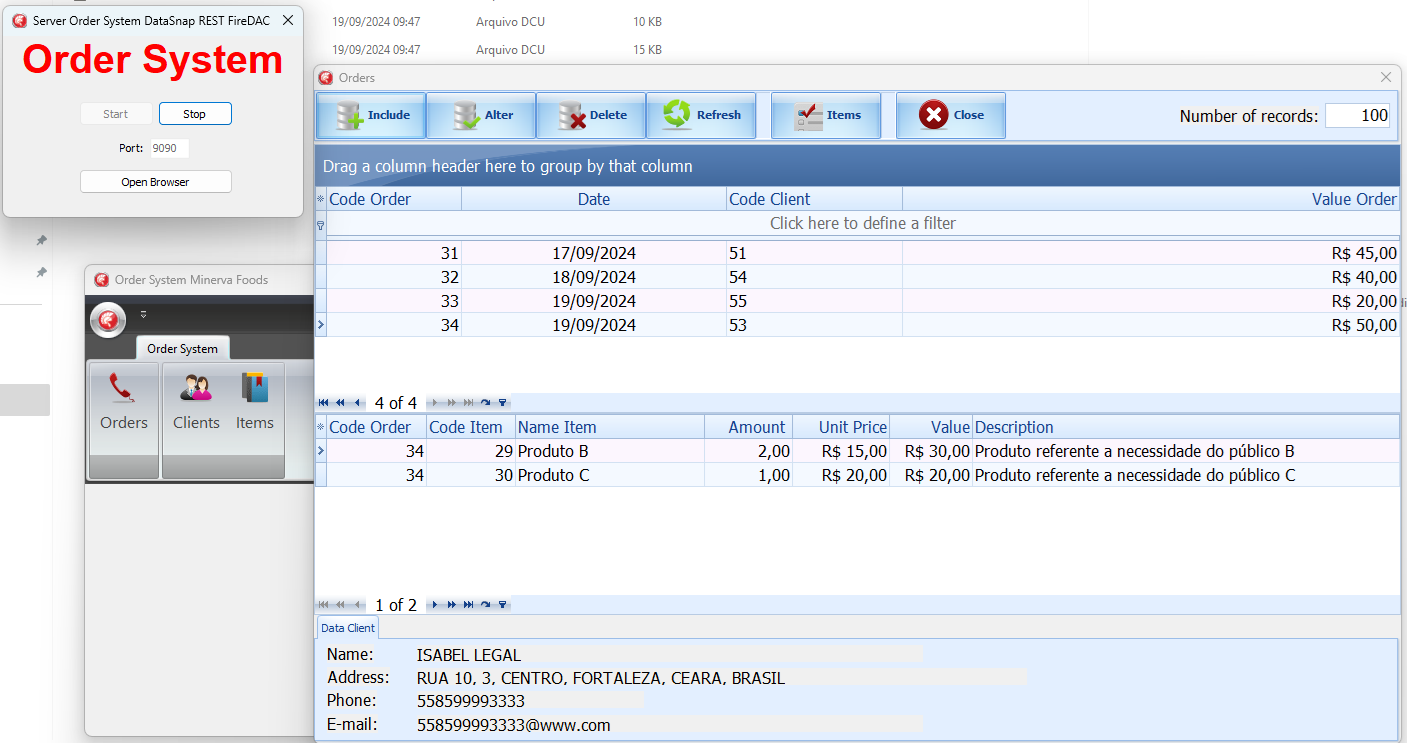 Server Order System DataSnap REST FireDAC
Order System
Start Stop
Port: 9090
Open Browser
19/09/2024 09:47 Arquivo DCU 10 KB
19/09/2024 09:47 Arquivo DCU 15 KB
Orders
Include Alter Delete Refresh Items Close Number of records: 100
Drag a column header here to group by that column
Code Order Date Code Client Value Order
Click here to define a filter
31 17/09/2024 51 R$ 45,00
32 18/09/2024 54 R$ 40,00
33 19/09/2024 55 R$ 20,00
34 19/09/2024 53 R$ 50,00
4 of 4
Code Order Code Item Name Item Amount Unit Price Value Description
34 29 Produto B 2,00 R$ 15,00 R$ 30,00 Produto referente a necessidade do público B
34 30 Produto C 1,00 R$ 20,00 R$ 20,00 Produto referente a necessidade do público C
1 of 2
Data Client
Name: ISABEL LEGAL
Address: RUA 10, 3, CENTRO, FORTALEZA, CEARA, BRASIL
Phone: 558599993333
E-mail: 558599993333@www.com
Order System Minerva Foods
Order System
Orders Clients Items